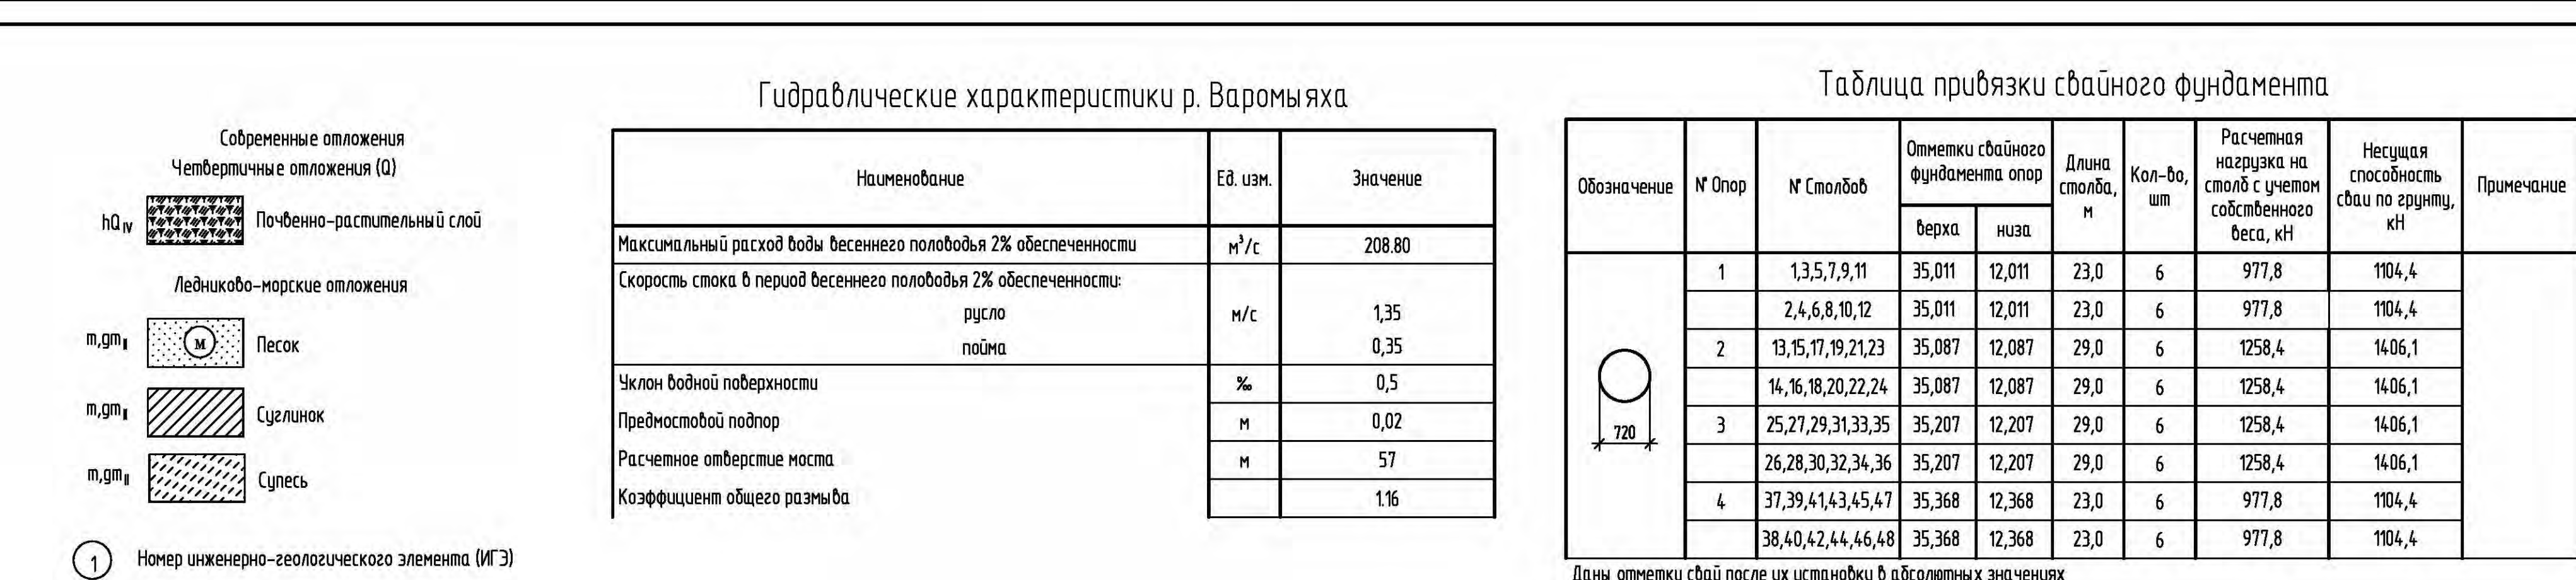 Современные отложения
Четвертичные отложения (Q)
hQ IV Почвенно-растительный слой
Ледниково-морские отложения
m,gm II М Песок
m,gm II Суглинок
m,gm II Супесь
1 Номер инженерно-геологического элемента (ИГЭ)
Гидравлические характеристики р. Варомыяха
Наименование Ед. изм. Значение
Максимальный расход воды весеннего половодья 2% обеспеченности м³/с 208.80
Скорость стока в период весеннего половодья 2% обеспеченности:
русло м/с 1,35
пойма 0,35
Уклон водной поверхности ‰ 0,5
Предмостовой подпор м 0,02
Расчетное отверстие моста м 57
Коэффициент общего размыва 1.16
Таблица привязки свайного фундамента
Обозначение
№ Опор
№ Столбов
Отметки свайного
фундамента опор
верха
низа
Длина
столба,
м
Кол-во,
шт
Расчетная
нагрузка на
столб с учетом
собственного
веса, кН
Несущая
способность
сваи по грунту,
кН
Примечание
720
1 1,3,5,7,9,11 35,011 12,011 23,0 6 977,8 1104,4
2,4,6,8,10,12 35,011 12,011 23,0 6 977,8 1104,4
2 13,15,17,19,21,23 35,087 12,087 29,0 6 1258,4 1406,1
14,16,18,20,22,24 35,087 12,087 29,0 6 1258,4 1406,1
3 25,27,29,31,33,35 35,207 12,207 29,0 6 1258,4 1406,1
26,28,30,32,34,36 35,207 12,207 29,0 6 1258,4 1406,1
4 37,39,41,43,45,47 35,368 12,368 23,0 6 977,8 1104,4
38,40,42,44,46,48 35,368 12,368 23,0 6 977,8 1104,4
Даны отметки свай после их установки в абсолютных значениях